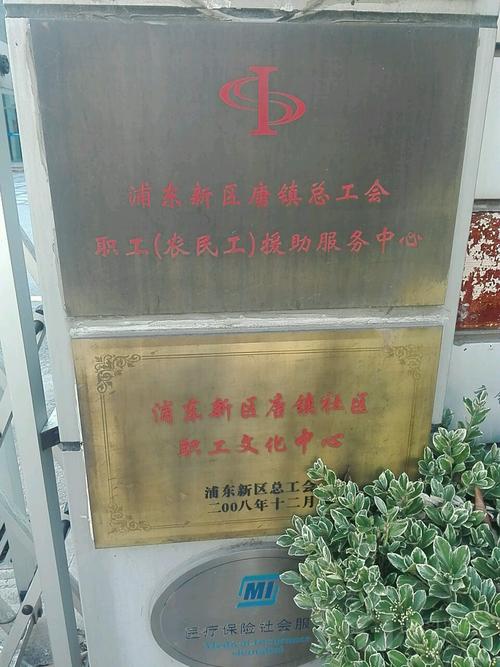 浦东新区唐镇总工会
职工(农民工)援助服务中心
浦东新区唐镇社区
职工文化中心
浦东新区总工会
二00八年十二月
MI
医疗保险社会服
Medical Insurance
shanghai